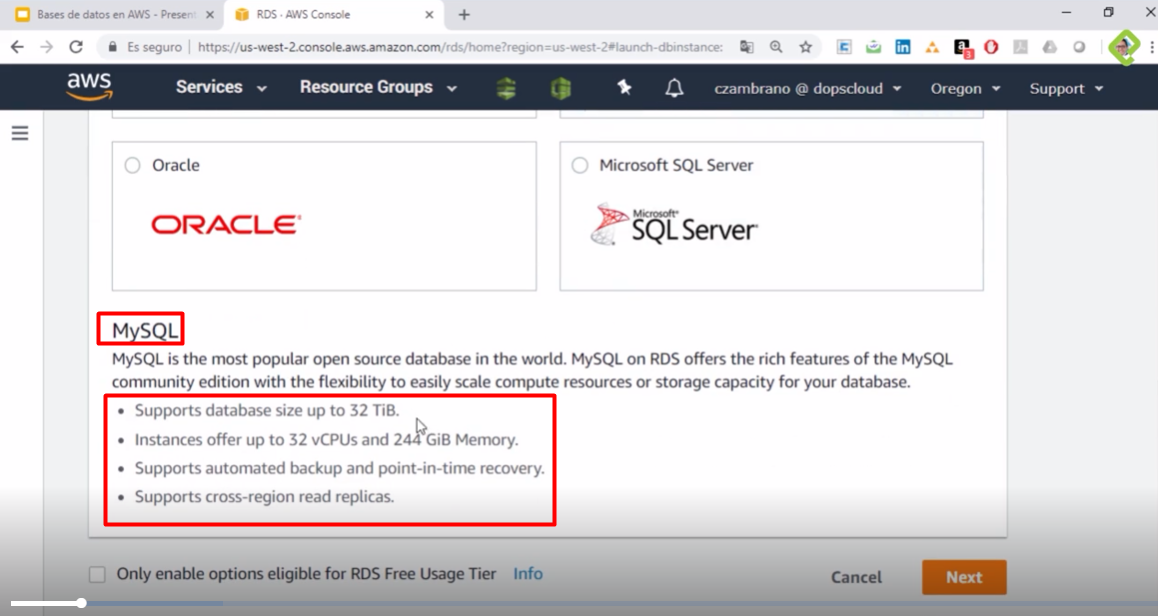 Bases de datos en AWS - Present
RDS · AWS Console
Es seguro
https://us-west-2.console.aws.amazon.com/rds/home?region=us-west-2#launch-dbinstance:
aws
Services
Resource Groups
czambrano @ dopscloud
Oregon
Support
Oracle
Microsoft SQL Server
ORACLE
Microsoft
SQL Server
MySQL
MySQL is the most popular open source database in the world. MySQL on RDS offers the rich features of the MySQL
community edition with the flexibility to easily scale compute resources or storage capacity for your database.
• Supports database size up to 32 TiB.
• Instances offer up to 32 vCPUs and 244 GiB Memory.
• Supports automated backup and point-in-time recovery.
• Supports cross-region read replicas.
Only enable options eligible for RDS Free Usage Tier Info
Cancel
Next